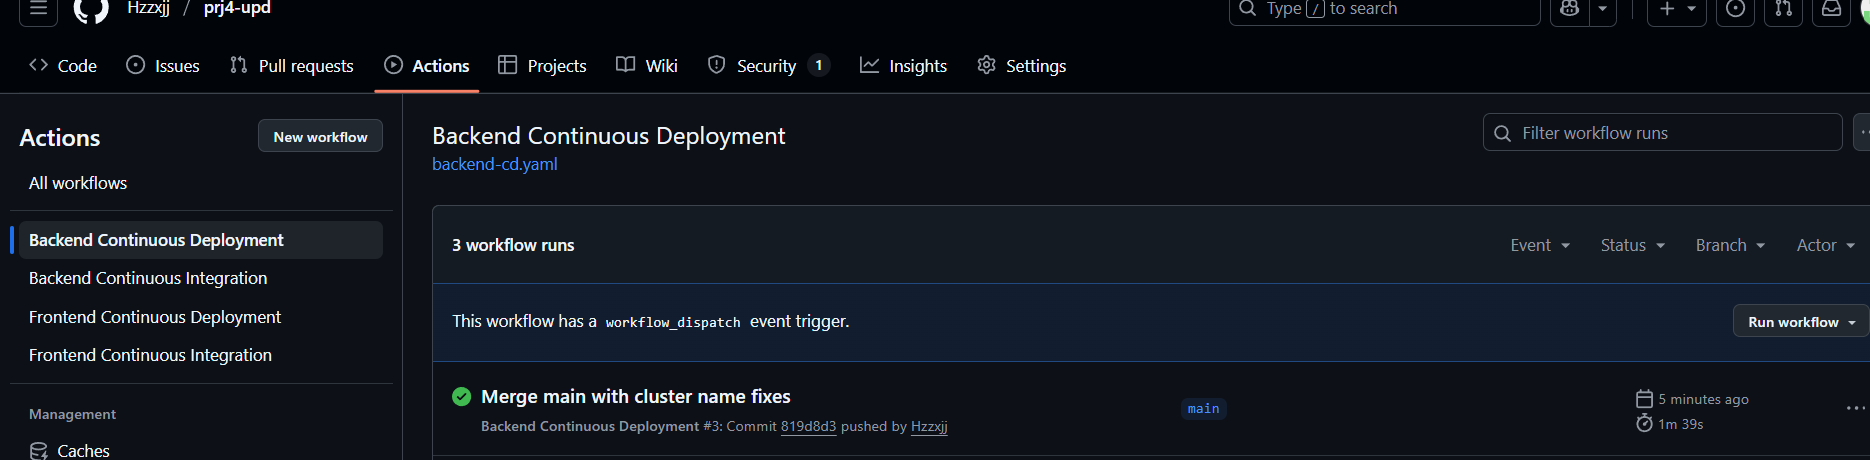 Hzzxjj / prj4-upd
Type / to search
Code Issues Pull requests Actions Projects Wiki Security 1 Insights Settings
Actions
New workflow
All workflows
Backend Continuous Deployment
Backend Continuous Integration
Frontend Continuous Deployment
Frontend Continuous Integration
Management
Caches
Backend Continuous Deployment
backend-cd.yaml
Filter workflow runs
3 workflow runs
Event Status Branch Actor
This workflow has a workflow_dispatch event trigger.
Run workflow
Merge main with cluster name fixes
Backend Continuous Deployment #3: Commit 819d8d3 pushed by Hzzxjj
main
5 minutes ago
1m 39s